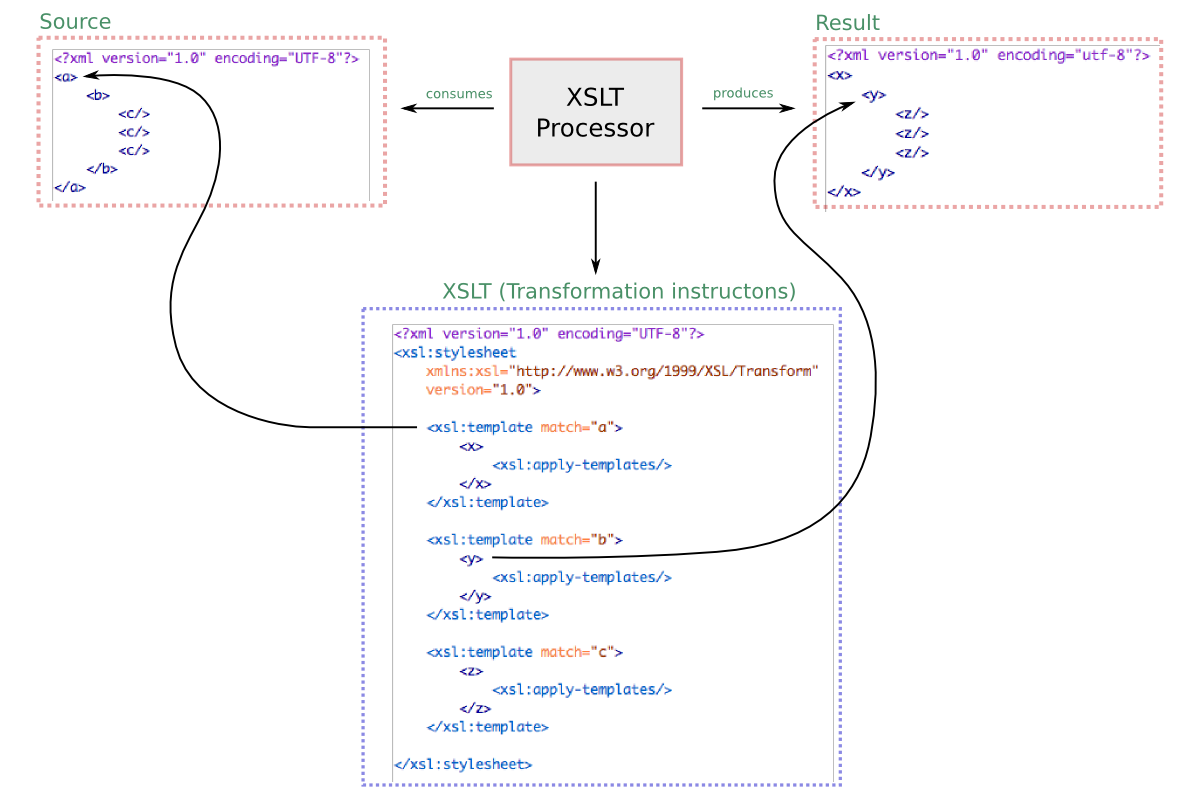 Source
<?xml version="1.0" encoding="UTF-8"?>
<a>
<b>
<c/>
<c/>
<c/>
</b>
</a>
consumes
XSLT
Processor
produces
Result
<?xml version="1.0" encoding="utf-8"?>
<x>
<y>
<z/>
<z/>
<z/>
</y>
</x>
XSLT (Transformation instructons)
<?xml version="1.0" encoding="UTF-8"?>
<xsl:stylesheet
xmlns:xsl="http://www.w3.org/1999/XSL/Transform"
version="1.0">
<xsl:template match="a">
<x>
<xsl:apply-templates/>
</x>
</xsl:template>
<xsl:template match="b">
<y>
<xsl:apply-templates/>
</y>
</xsl:template>
<xsl:template match="c">
<z>
<xsl:apply-templates/>
</z>
</xsl:template>
</xsl:stylesheet>